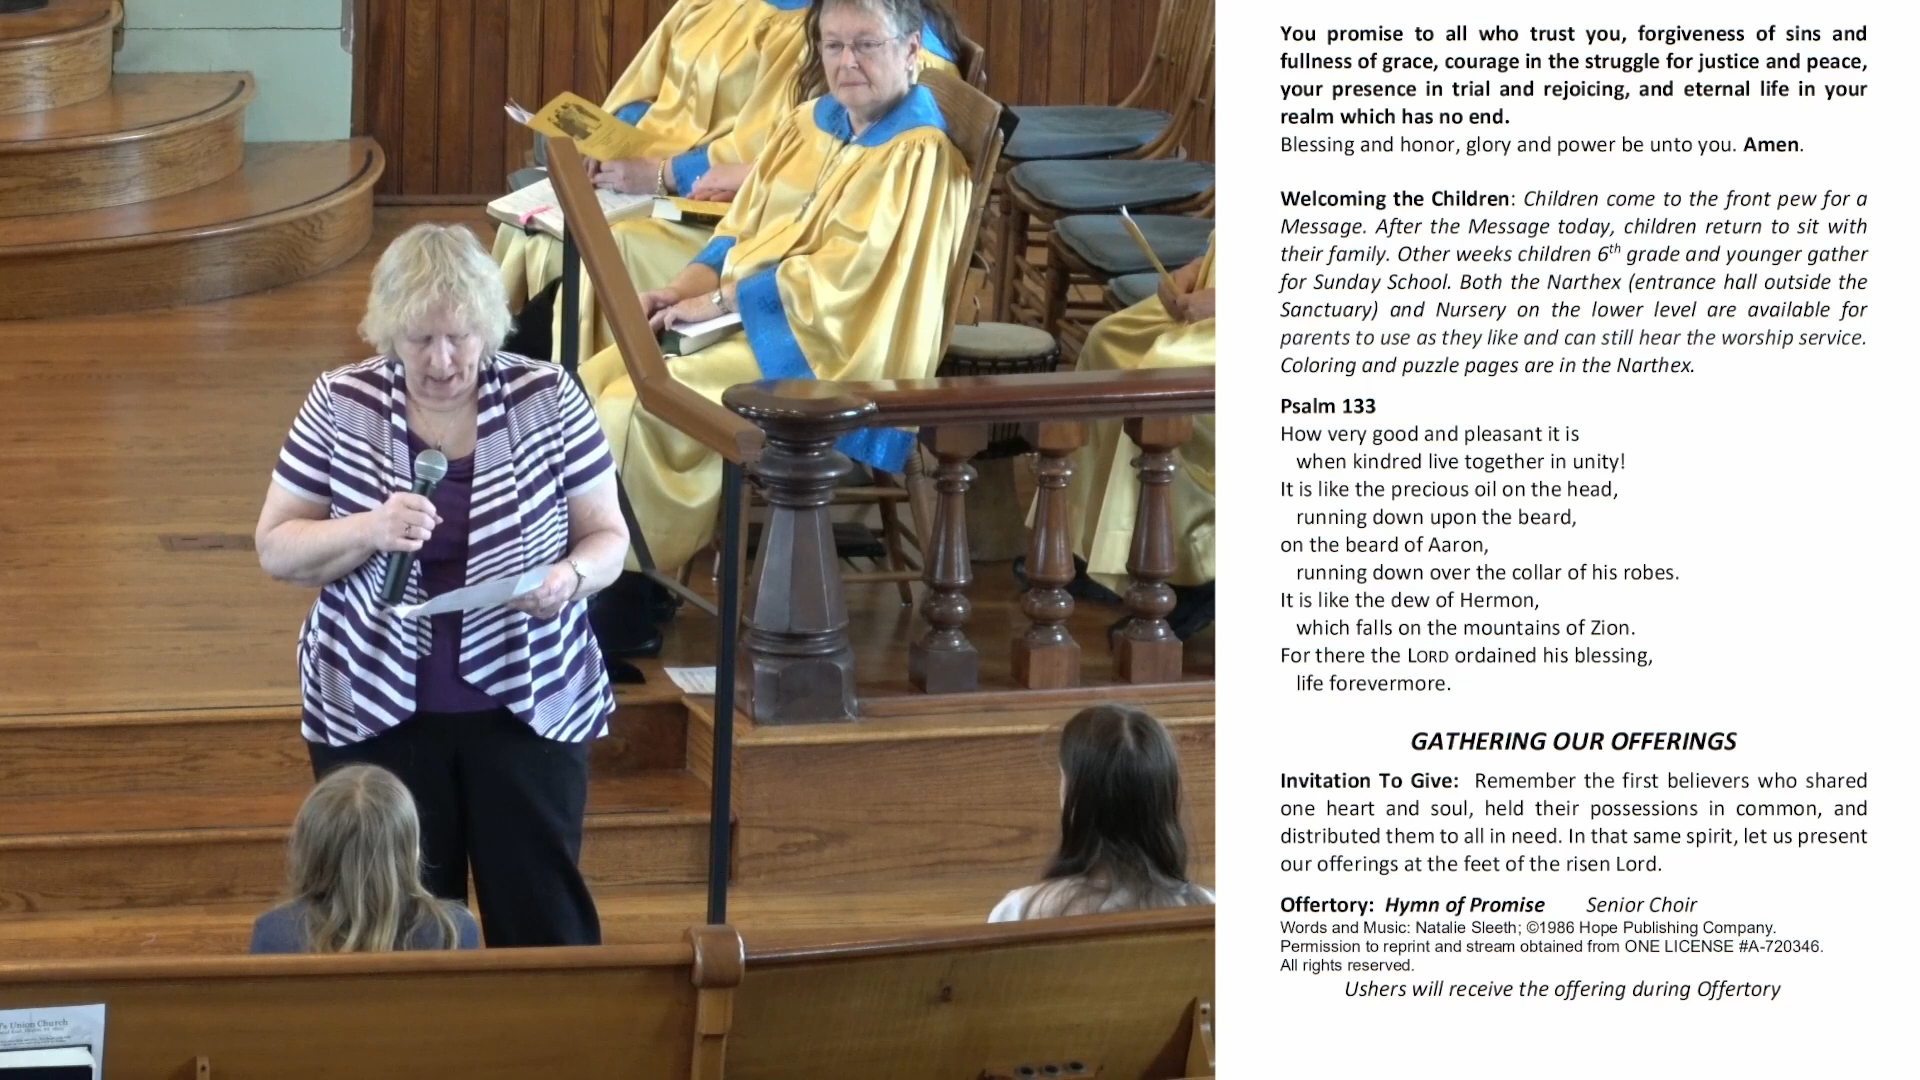 You promise to all who trust you, forgiveness of sins and
fullness of grace, courage in the struggle for justice and peace,
your presence in trial and rejoicing, and eternal life in your
realm which has no end.
Blessing and honor, glory and power be unto you. Amen.
Welcoming the Children: Children come to the front pew for a
Message. After the Message today, children return to sit with
their family. Other weeks children 6th grade and younger gather
for Sunday School. Both the Narthex (entrance hall outside the
Sanctuary) and Nursery on the lower level are available for
parents to use as they like and can still hear the worship service.
Coloring and puzzle pages are in the Narthex.
Psalm 133
How very good and pleasant it is
when kindred live together in unity!
It is like the precious oil on the head,
running down upon the beard,
on the beard of Aaron,
running down over the collar of his robes.
It is like the dew of Hermon,
which falls on the mountains of Zion.
For there the LORD ordained his blessing,
life forevermore.
GATHERING OUR OFFERINGS
Invitation To Give: Remember the first believers who shared
one heart and soul, held their possessions in common, and
distributed them to all in need. In that same spirit, let us present
our offerings at the feet of the risen Lord.
Offertory: Hymn of Promise Senior Choir
Words and Music: Natalie Sleeth; ©1986 Hope Publishing Company.
Permission to reprint and stream obtained from ONE LICENSE #A-720346.
All rights reserved.
Ushers will receive the offering during Offertory
Union Church